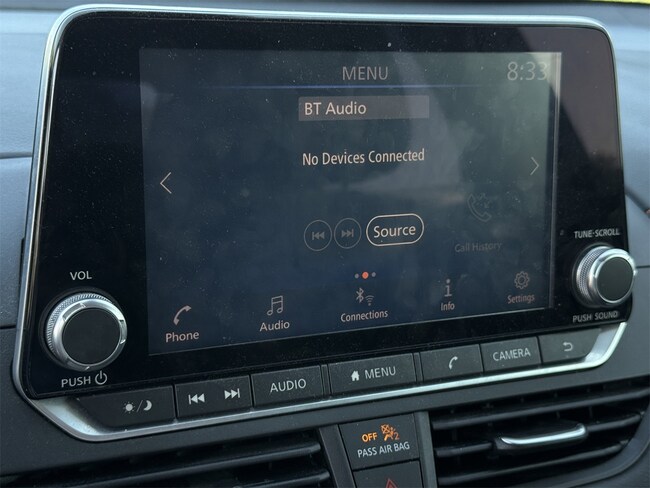 MENU
8:33
BT Audio
No Devices Connected
Source
Call History
Phone
Audio
Connections
Info
Settings
VOL
PUSH
TUNE·SCROLL
PUSH SOUND
AUDIO
MENU
CAMERA
OFF 2
PASS AIR BAG